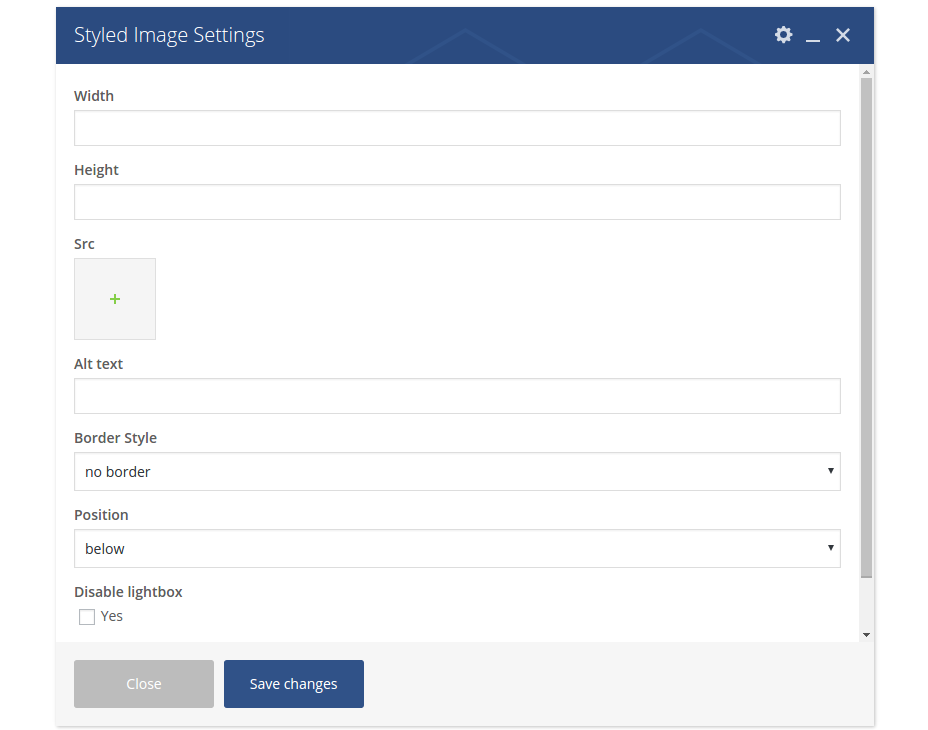 Styled Image Settings
Width
Height
Src
+
Alt text
Border Style
no border
Position
below
Disable lightbox
Yes
Close Save changes